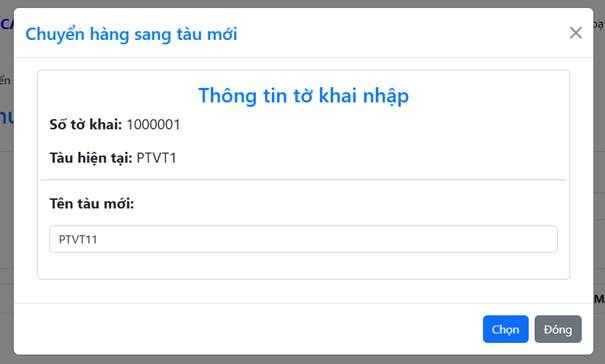 Chuyển hàng sang tàu mới
Thông tin tờ khai nhập
Số tờ khai: 1000001
Tàu hiện tại: PTVT1
Tên tàu mới:
PTVT11
Chọn Đóng